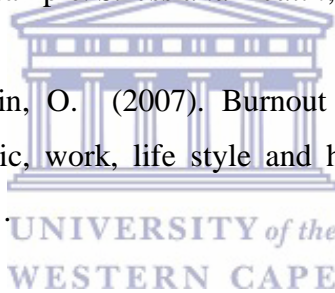 in, O. (2007). Burnout
ic, work, life style and h
.
UNIVERSITY of the
WESTERN CAPE